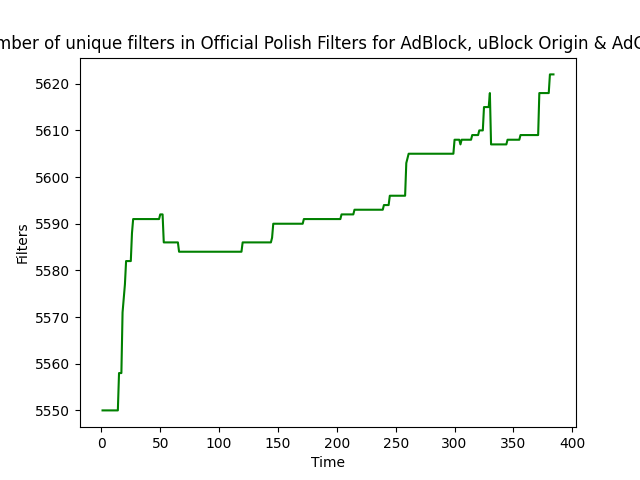 mber of unique filters in Official Polish Filters for AdBlock, uBlock Origin & AdG
5620
5610
5600
5590
5580
5570
5560
5550
Filters
0 50 100 150 200 250 300 350 400
Time